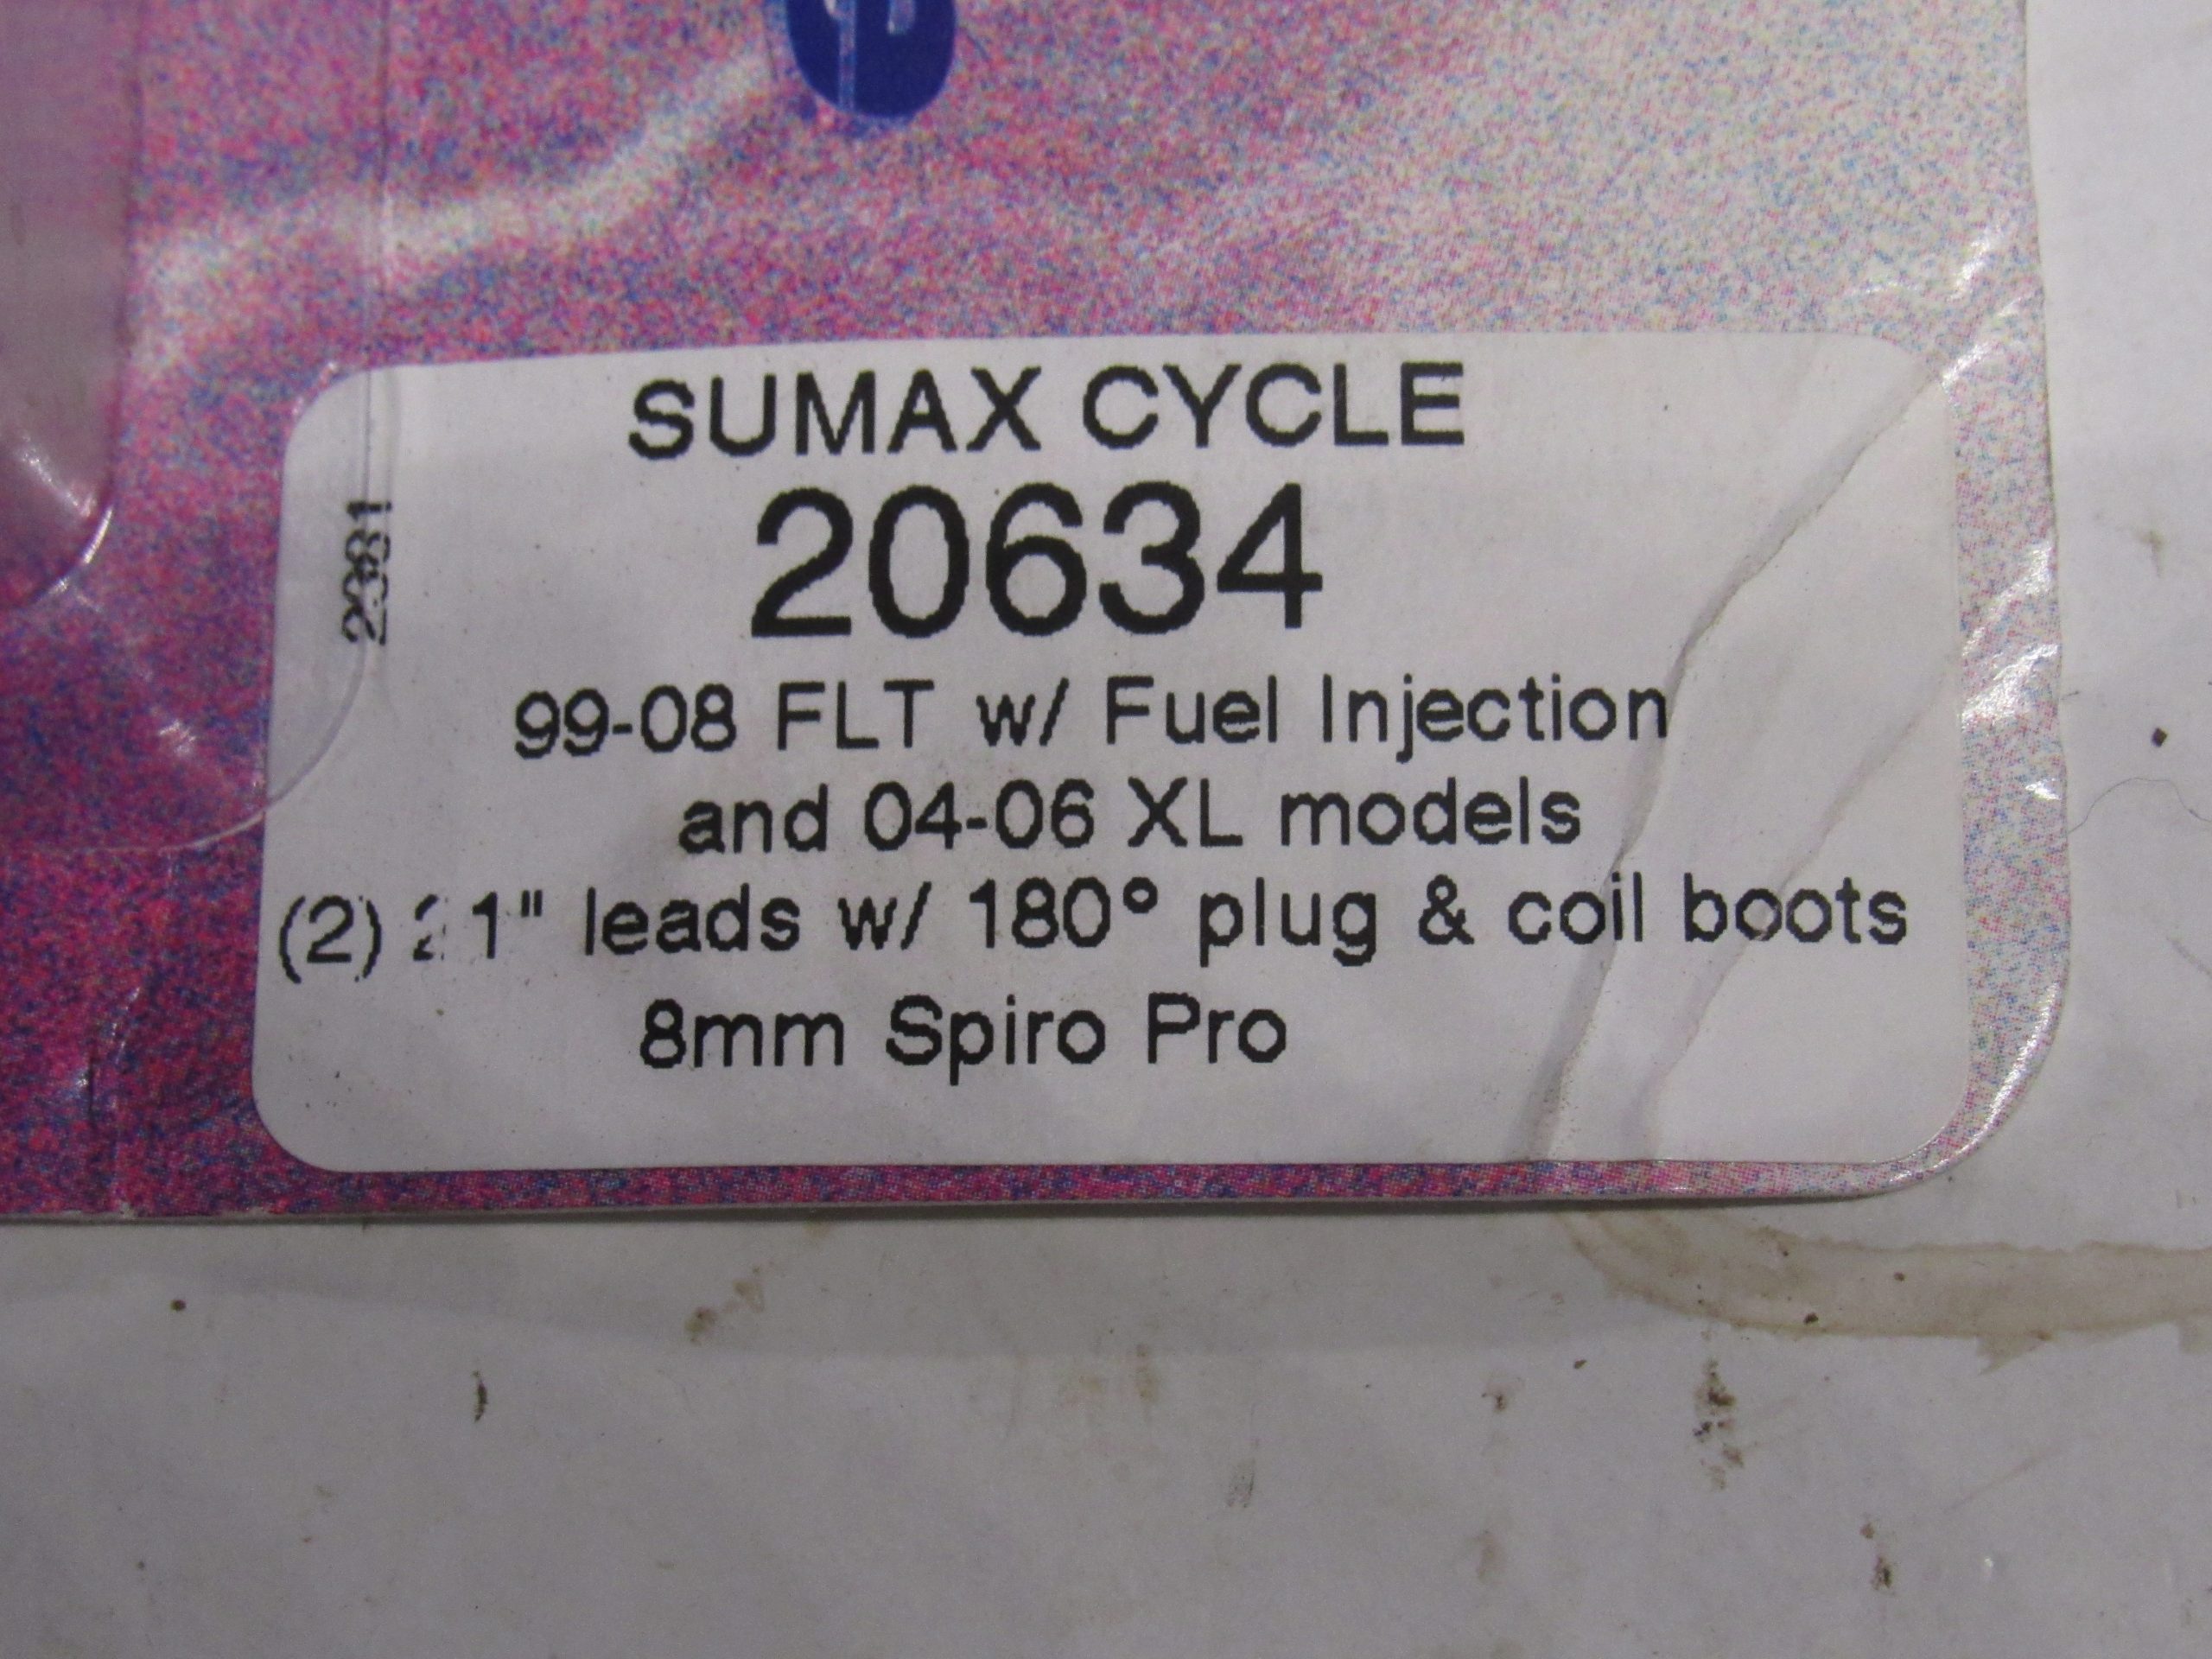 SUMAX CYCLE
20634
99-08 FLT w/ Fuel Injection
and 04-06 XL models
(2) 21" leads w/ 180° plug & coil boots
8mm Spiro Pro